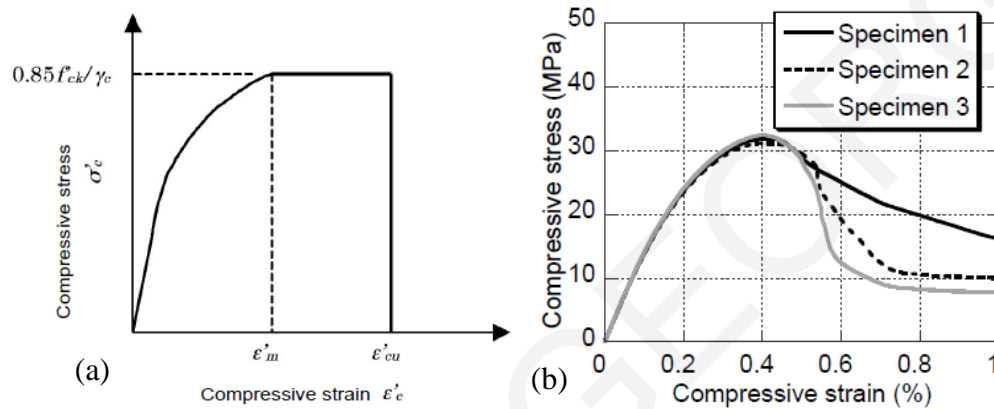 0.85f'ck/γc
Compressive stress
σ'c
ε'm
ε'cu
Compressive strain ε'c
(a)
50
40
30
20
10
0
Compressive stress (MPa)
Specimen 1
Specimen 2
Specimen 3
0 0.2 0.4 0.6 0.8 1
Compressive strain (%)
(b)